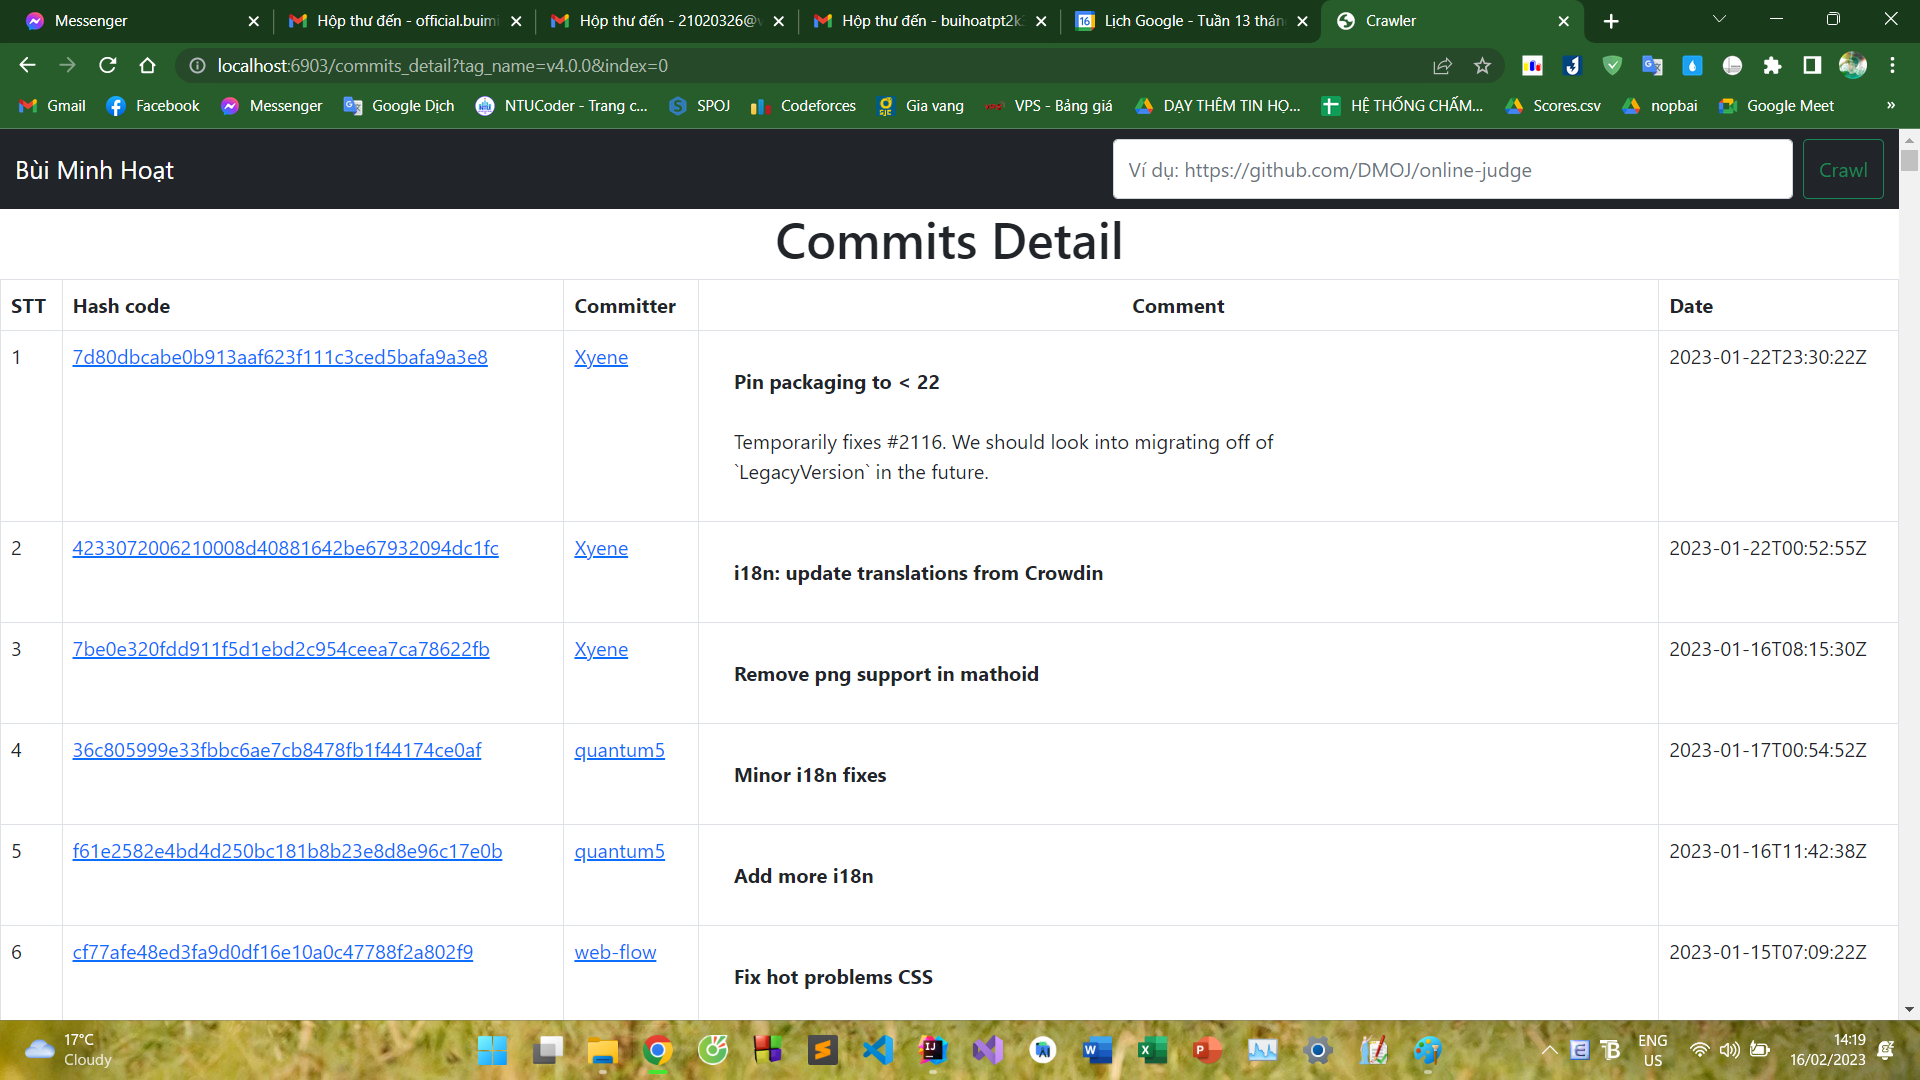 Messenger
Hộp thư đến - official.buimi
Hộp thư đến - 21020326@v
Hộp thư đến - buihoatpt2k
Lịch Google - Tuần 13 thán
Crawler
localhost:6903/commits_detail?tag_name=v4.0.0&index=0
Gmail
Facebook
Messenger
Google Dịch
NTUCoder - Trang c...
SPOJ
Codeforces
Gia vang
VPS - Bảng giá
DẠY THÊM TIN HỌ...
HỆ THỐNG CHẤM...
Scores.csv
nopbai
Google Meet
»
Bùi Minh Hoạt
Ví dụ: https://github.com/DMOJ/online-judge
Crawl
Commits Detail
STT Hash code Committer Comment Date
1 7d80dbcabe0b913aaf623f111c3ced5bafa9a3e8 Xyene 2023-01-22T23:30:22Z
Pin packaging to < 22
Temporarily fixes #2116. We should look into migrating off of
`LegacyVersion` in the future.
2 4233072006210008d40881642be67932094dc1fc Xyene 2023-01-22T00:52:55Z
i18n: update translations from Crowdin
3 7be0e320fdd911f5d1ebd2c954ceea7ca78622fb Xyene 2023-01-16T08:15:30Z
Remove png support in mathoid
4 36c805999e33fbbc6ae7cb8478fb1f44174ce0af quantum5 2023-01-17T00:54:52Z
Minor i18n fixes
5 f61e2582e4bd4d250bc181b8b23e8d8e96c17e0b quantum5 2023-01-16T11:42:38Z
Add more i18n
6 cf77afe48ed3fa9d0df16e10a0c47788f2a802f9 web-flow 2023-01-15T07:09:22Z
Fix hot problems CSS
17°C
Cloudy
ENG
US
14:19
16/02/2023